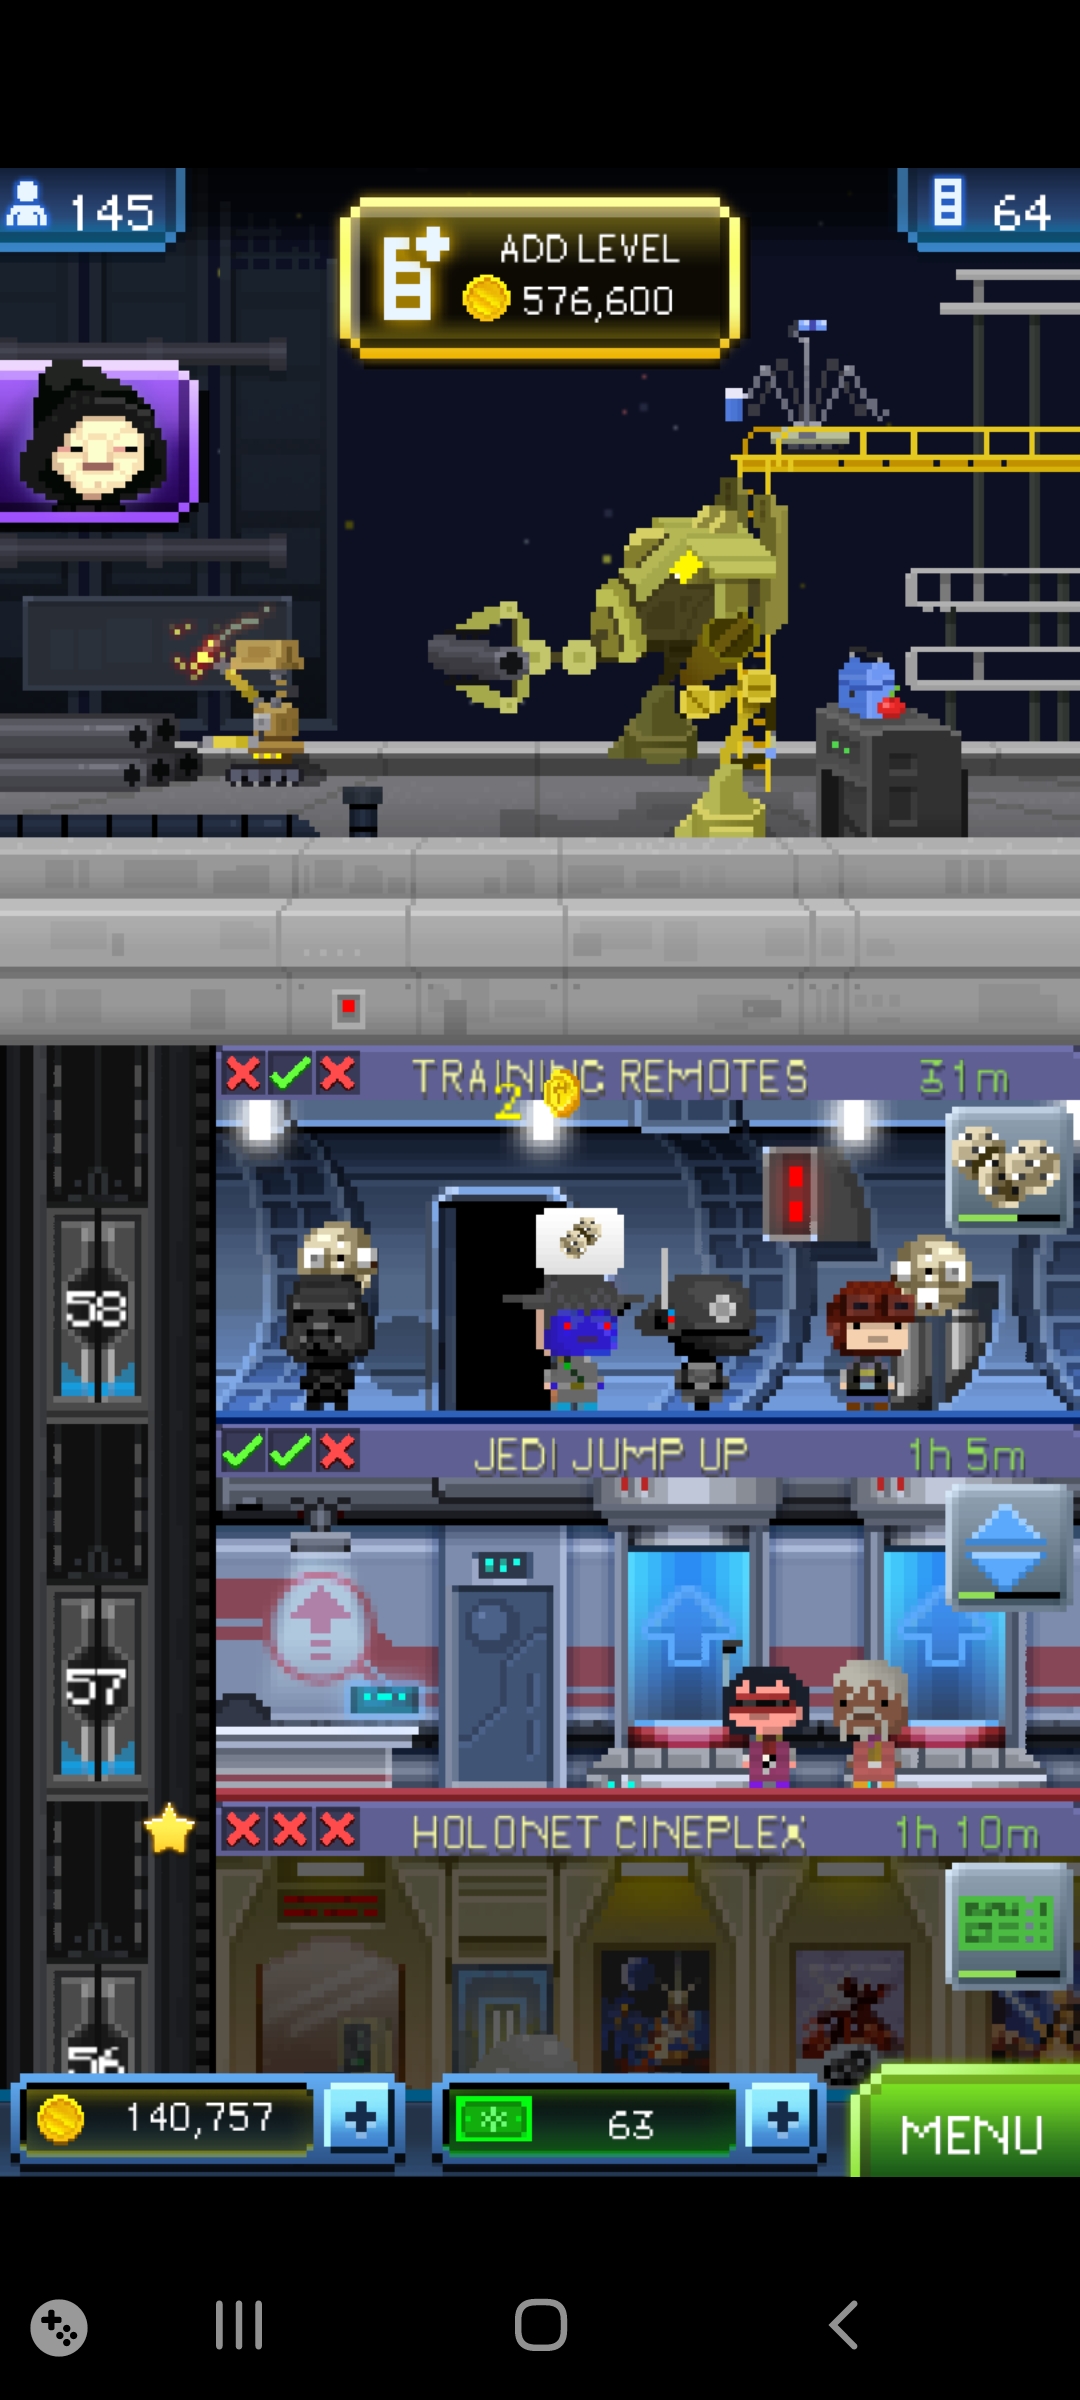 145
ADD LEVEL
576,600
64
TRAINING REMOTES
31m
2
58
JEDI JUMP UP
1h 5m
57
HOLONET CINEPLEX
1h 10m
56
140,757
63
MENU